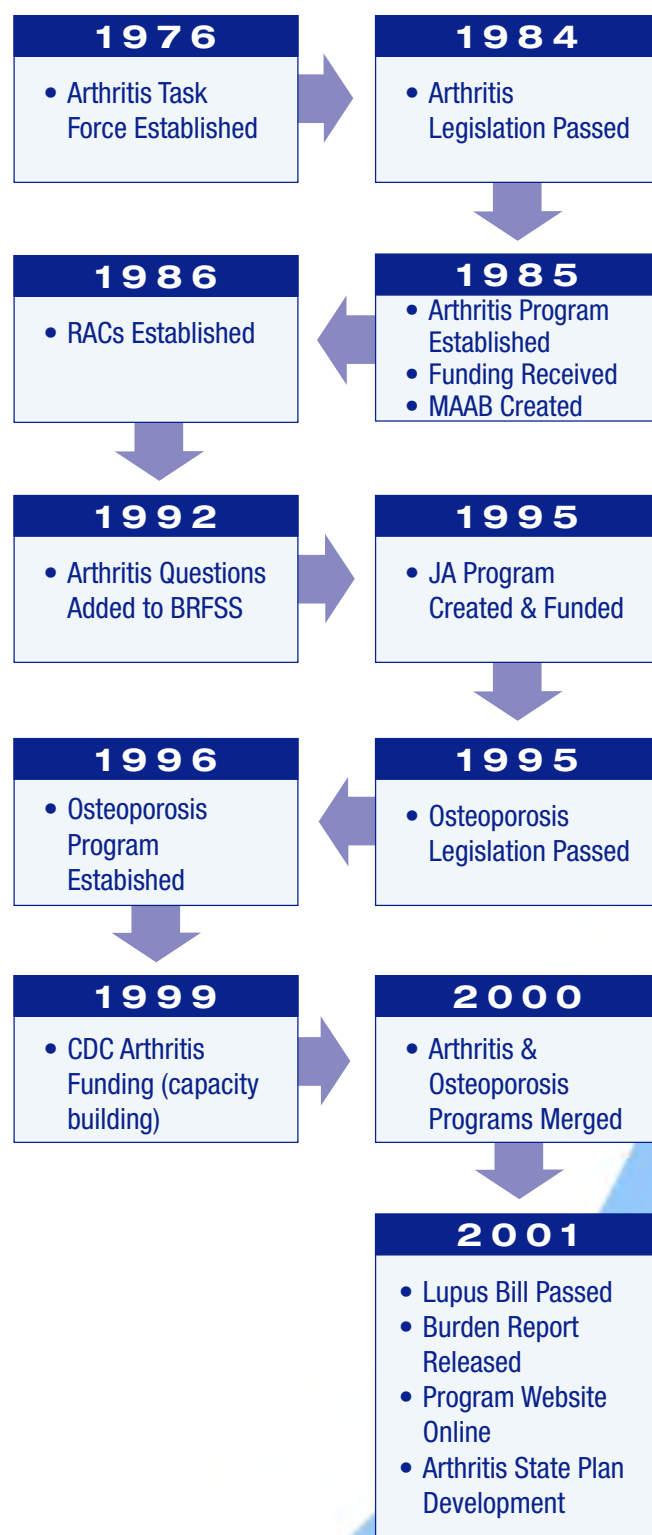 1976
• Arthritis Task
Force Established
1984
• Arthritis
Legislation Passed
1985
• Arthritis Program
Established
• Funding Received
• MAAB Created
1986
• RACs Established
1992
• Arthritis Questions
Added to BRFSS
1995
• JA Program
Created & Funded
1995
• Osteoporosis
Legislation Passed
1996
• Osteoporosis
Program
Estabished
1999
• CDC Arthritis
Funding (capacity
building)
2000
• Arthritis &
Osteoporosis
Programs Merged
2001
• Lupus Bill Passed
• Burden Report
Released
• Program Website
Online
• Arthritis State Plan
Development